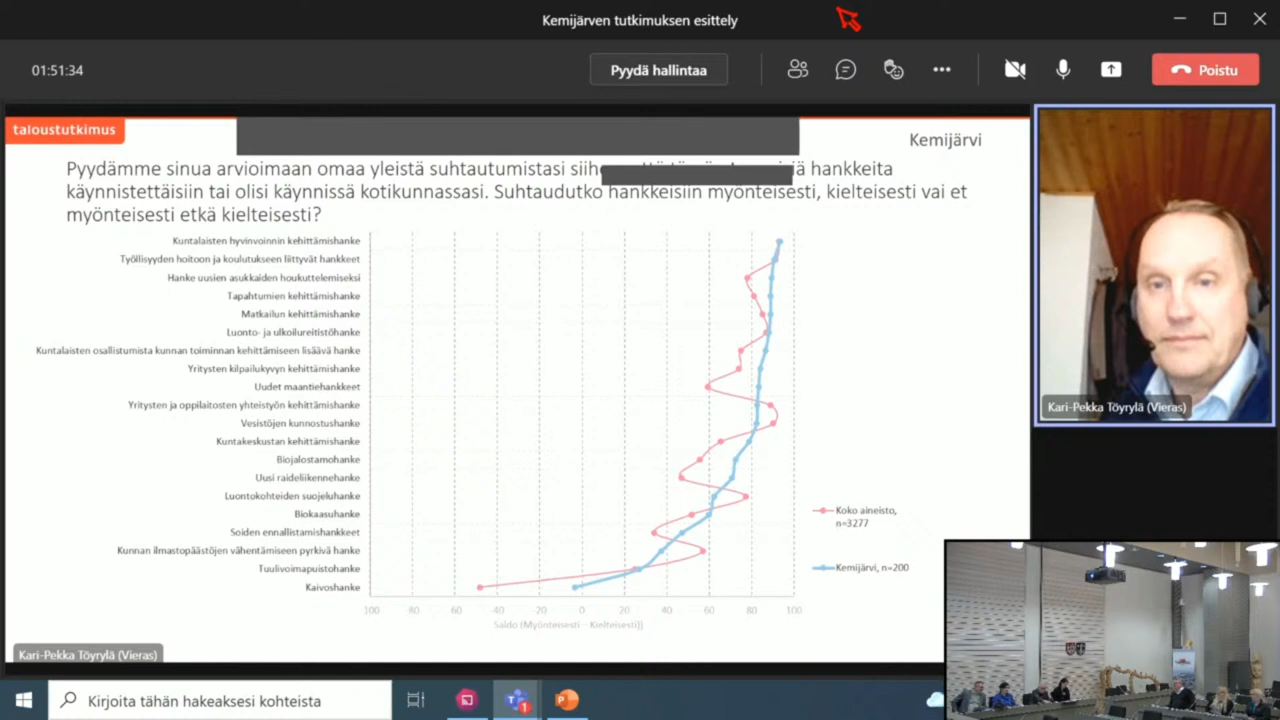 Kemijärven tutkimuksen esittely
01:51:34
Pyydä hallintaa
Poistu
taloustutkimus
Kemijärvi
Pyydämme sinua arvioimaan omaa yleistä suhtautumistasi hankkeita
käynnistettäisiin tai olisi käynnissä kotikunnassasi. Suhtaudutko hankkeisiin myönteisesti, kielteisesti vai et
myönteisesti etkä kielteisesti?
Kuntalaisten hyvinvoinnin kehittämishanke
Työllisyyden hoitoon ja koulutukseen liittyvät hankkeet
Hanke uusien asukkaiden houkuttelemiseksi
Tapahtumien kehittämishanke
Matkailun kehittämishanke
Luonto- ja ulkoilureitistöhanke
Kuntalaisten osallistumista kunnan toiminnan kehittämiseen lisäävä hanke
Yritysten kilpailukyvyn kehittämishanke
Uudet maantiehankkeet
Yritysten ja oppilaitosten yhteistyön kehittämishanke
Vesistöjen kunnostushanke
Kuntakeskustan kehittämishanke
Biojalostamohanke
Uusi raideliikennehanke
Luontokohteiden suojeluhanke
Biokaasuhanke
Soiden ennallistamishankkeet
Kunnan ilmastopäästöjen vähentämiseen pyrkivä hanke
Tuulivoimapuistohanke
Kaivoshanke
100 80 60 -40 -20 0 20 40 60 80 100
Saldo (Myönteisesti – Kielteisesti)
Koko aineisto,
n=3277
Kemijärvi, n=200
Kari-Pekka Töyrylä (Vieras)
Kari-Pekka Töyrylä (Vieras)
Kirjoita tähän hakeaksesi kohteista
1